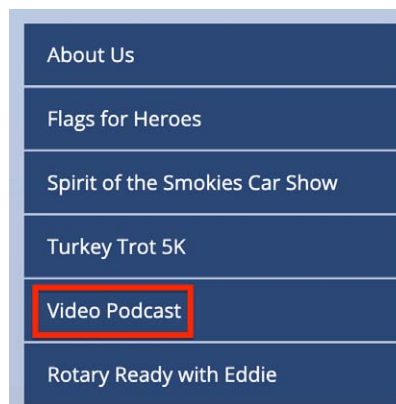 About Us
Flags for Heroes
Spirit of the Smokies Car Show
Turkey Trot 5K
Video Podcast
Rotary Ready with Eddie